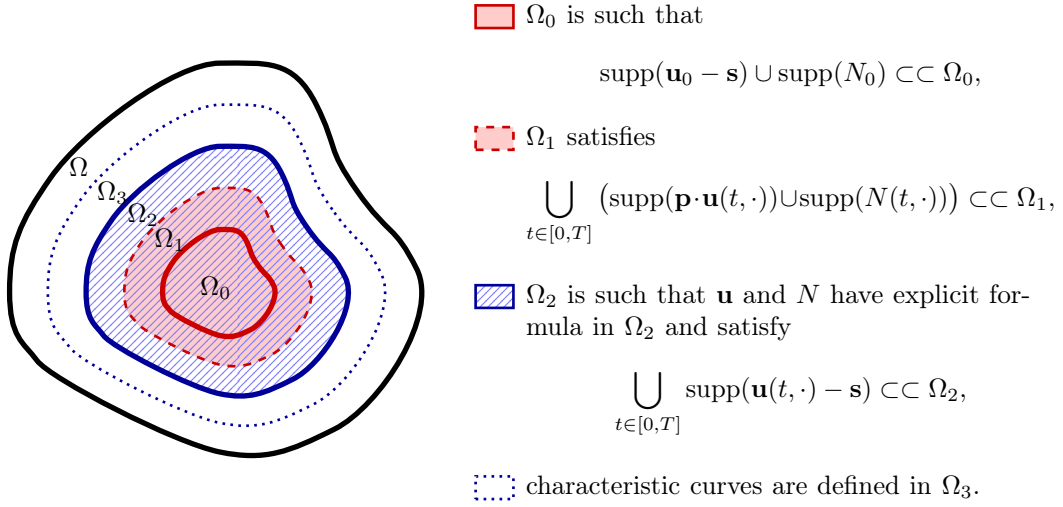 Ω
Ω₃
Ω₂
Ω₁
Ω₀
Ω₀ is such that
supp(𝐮₀ − 𝐬) ∪ supp(N₀) ⊂⊂ Ω₀,
Ω₁ satisfies
⋃ (supp(𝐩·𝐮(t, ·))∪supp(N(t, ·))) ⊂⊂ Ω₁,
t∈[0,T]
Ω₂ is such that 𝐮 and N have explicit for-
mula in Ω₂ and satisfy
⋃ supp(𝐮(t, ·) − 𝐬) ⊂⊂ Ω₂,
t∈[0,T]
characteristic curves are defined in Ω₃.